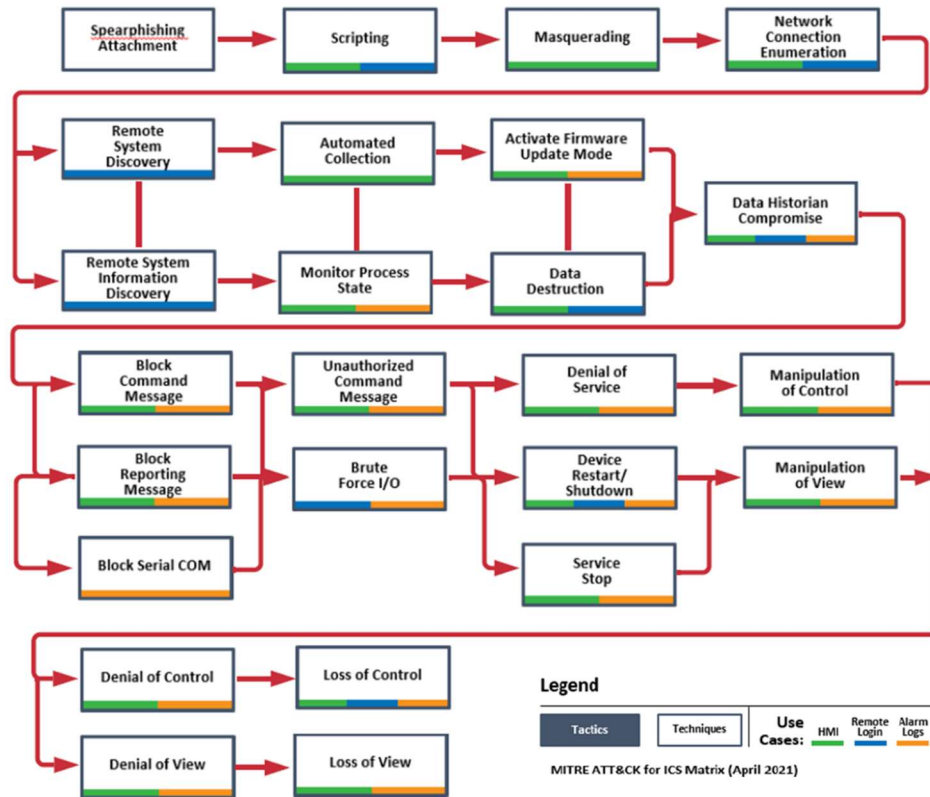 Spearphishing
Attachment
Scripting
Masquerading
Network
Connection
Enumeration
Remote
System
Discovery
Automated
Collection
Activate Firmware
Update Mode
Data Historian
Compromise
Remote System
Information
Discovery
Monitor Process
State
Data
Destruction
Block
Command
Message
Unauthorized
Command
Message
Denial of
Service
Manipulation
of Control
Block
Reporting
Message
Brute
Force I/O
Device
Restart/
Shutdown
Manipulation
of View
Block Serial COM
Service
Stop
Denial of Control
Loss of Control
Denial of View
Loss of View
Legend
Tactics
Techniques
Use
Cases:
HMI
Remote
Login
Alarm
Logs
MITRE ATT&CK for ICS Matrix (April 2021)